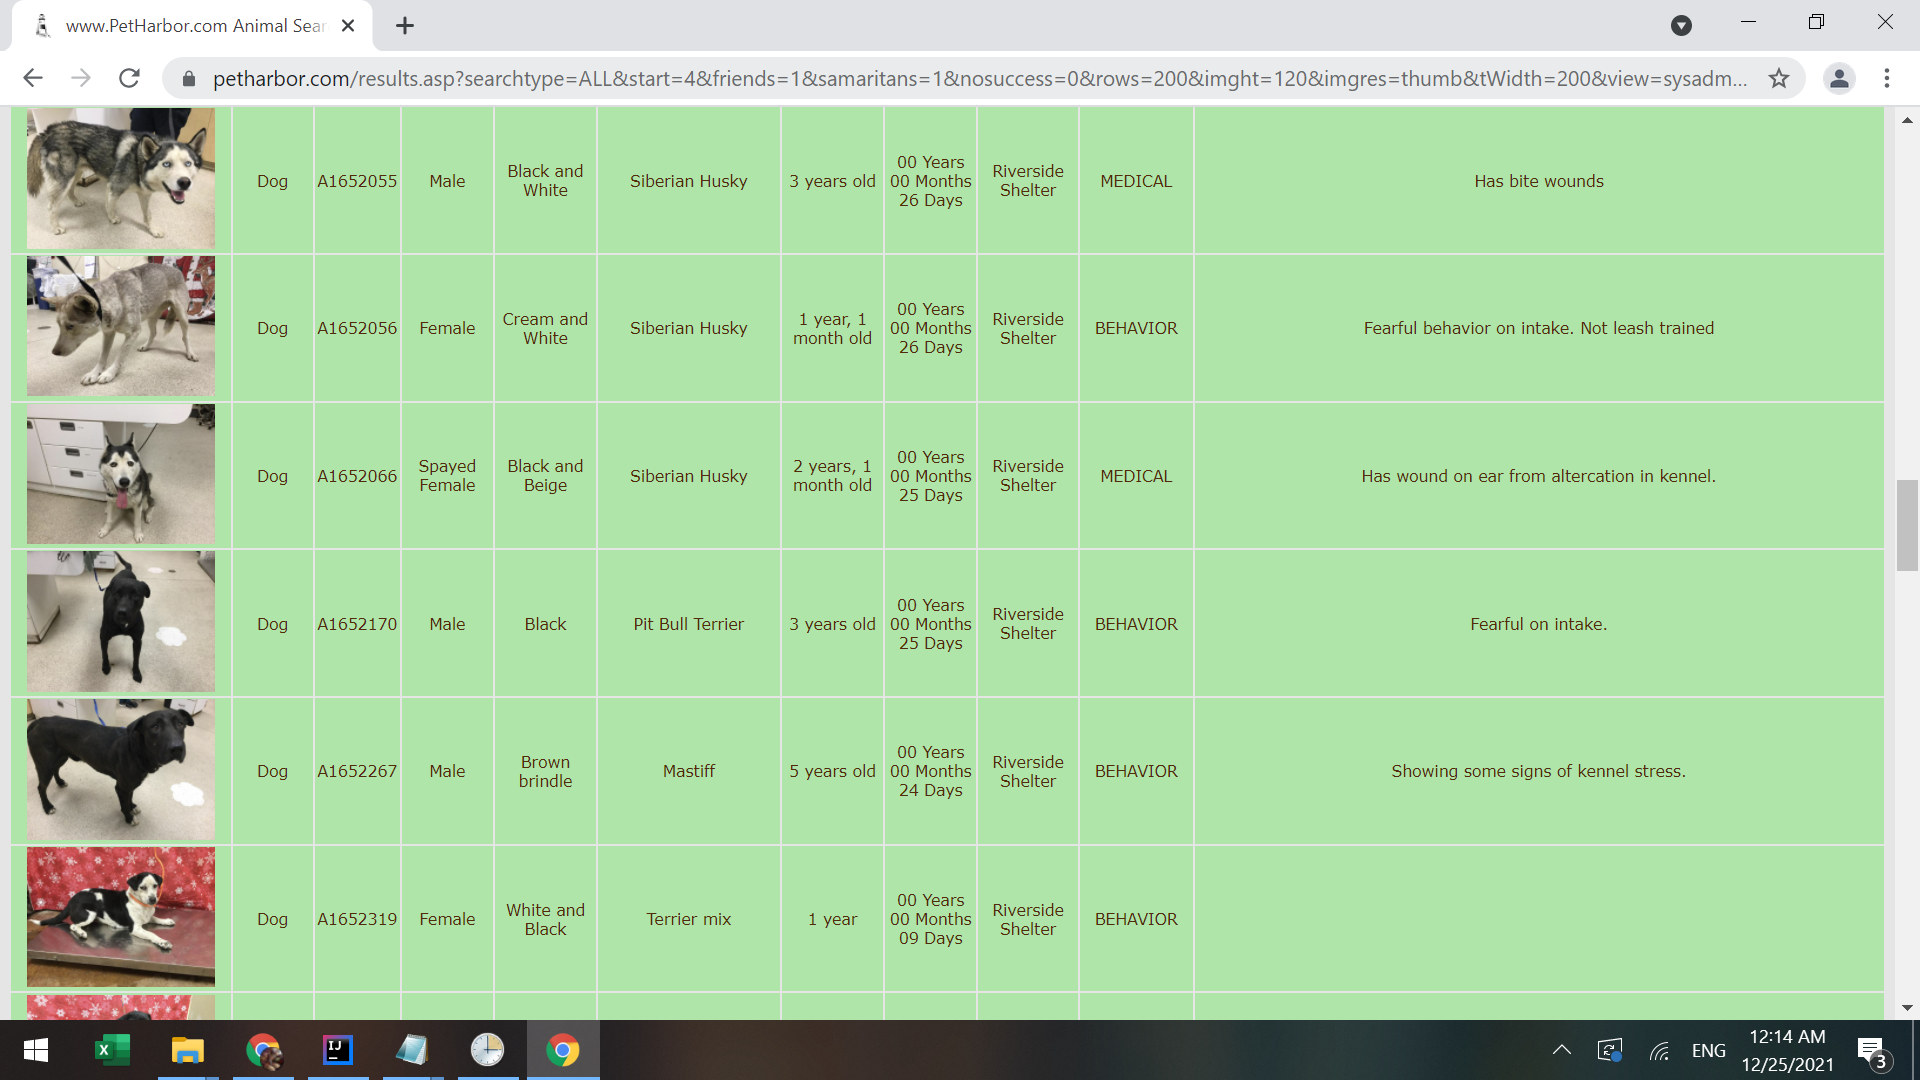 www.PetHarbor.com Animal Sear
petharbor.com/results.asp?searchtype=ALL&start=4&friends=1&samaritans=1&nosuccess=0&rows=200&imght=120&imgres=thumb&tWidth=200&view=sysadm...
Dog
A1652055
Male
Black and
White
Siberian Husky
3 years old
00 Years
00 Months
26 Days
Riverside
Shelter
MEDICAL
Has bite wounds
Dog
A1652056
Female
Cream and
White
Siberian Husky
1 year, 1
month old
00 Years
00 Months
26 Days
Riverside
Shelter
BEHAVIOR
Fearful behavior on intake. Not leash trained
Dog
A1652066
Spayed
Female
Black and
Beige
Siberian Husky
2 years, 1
month old
00 Years
00 Months
25 Days
Riverside
Shelter
MEDICAL
Has wound on ear from altercation in kennel.
Dog
A1652170
Male
Black
Pit Bull Terrier
3 years old
00 Years
00 Months
25 Days
Riverside
Shelter
BEHAVIOR
Fearful on intake.
Dog
A1652267
Male
Brown
brindle
Mastiff
5 years old
00 Years
00 Months
24 Days
Riverside
Shelter
BEHAVIOR
Showing some signs of kennel stress.
Dog
A1652319
Female
White and
Black
Terrier mix
1 year
00 Years
00 Months
09 Days
Riverside
Shelter
BEHAVIOR
X
IJ
ENG
12:14 AM
12/25/2021
3